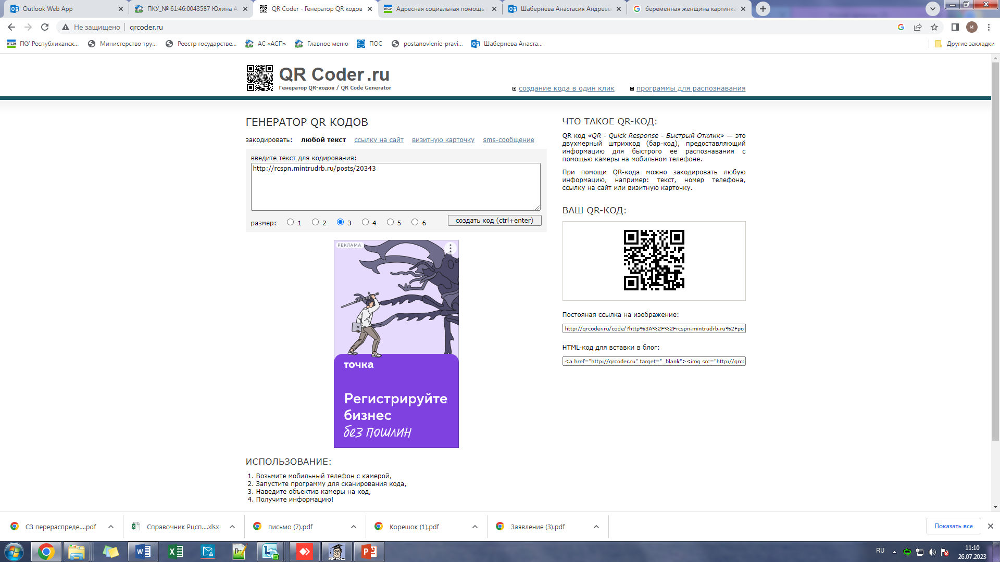 Outlook Web App
ПКУ_№ 61:46:0043587 Юлина А
QR Coder - Генератор QR кодов
Адресная социальная помощь
Шабернева Анастасия Андреев
беременная женщина картинка
Не защищено
qrcoder.ru
ГКУ Республиканск...
Министерство тру...
Реестр государстве...
АС «АСП»
Главное меню
ПОС
postanovlenie-pravi...
Шабернева Анаста...
Другие закладки
QR Coder.ru
Генератор QR-кодов / QR Code Generator
создание кода в один клик
программы для распознавания
ГЕНЕРАТОР QR КОДОВ
закодировать: любой текст ссылку на сайт визитную карточку sms-сообщение
введите текст для кодирования:
http://rcspn.mintrudrb.ru/posts/20343
размер: 1 2 3 4 5 6
создать код (ctrl+enter)
РЕКЛАМА
точка
Регистрируйте
бизнес
без пошлин
ИСПОЛЬЗОВАНИЕ:
1. Возьмите мобильный телефон с камерой,
2. Запустите программу для сканирования кода,
3. Наведите объектив камеры на код,
4. Получите информацию!
ЧТО ТАКОЕ QR-КОД:
QR код «QR - Quick Response - Быстрый Отклик» — это
двухмерный штрихкод (бар-код), предоставляющий
информацию для быстрого ее распознавания с
помощью камеры на мобильном телефоне.
При помощи QR-кода можно закодировать любую
информацию, например: текст, номер телефона,
ссылку на сайт или визитную карточку.
ВАШ QR-КОД:
Постояная ссылка на изображение:
http://qrcoder.ru/code/?http%3A%2F%2Frcspn.mintrudrb.ru%2Fpo
HTML-код для вставки в блог:
<a href="http://qrcoder.ru" target="_blank"><img src="http://qrco
СЗ перераспреде....pdf
Справочник Рцсп....xlsx
письмо (7).pdf
Корешок (1).pdf
Заявление (3).pdf
Показать все
RU
11:10
26.07.2023